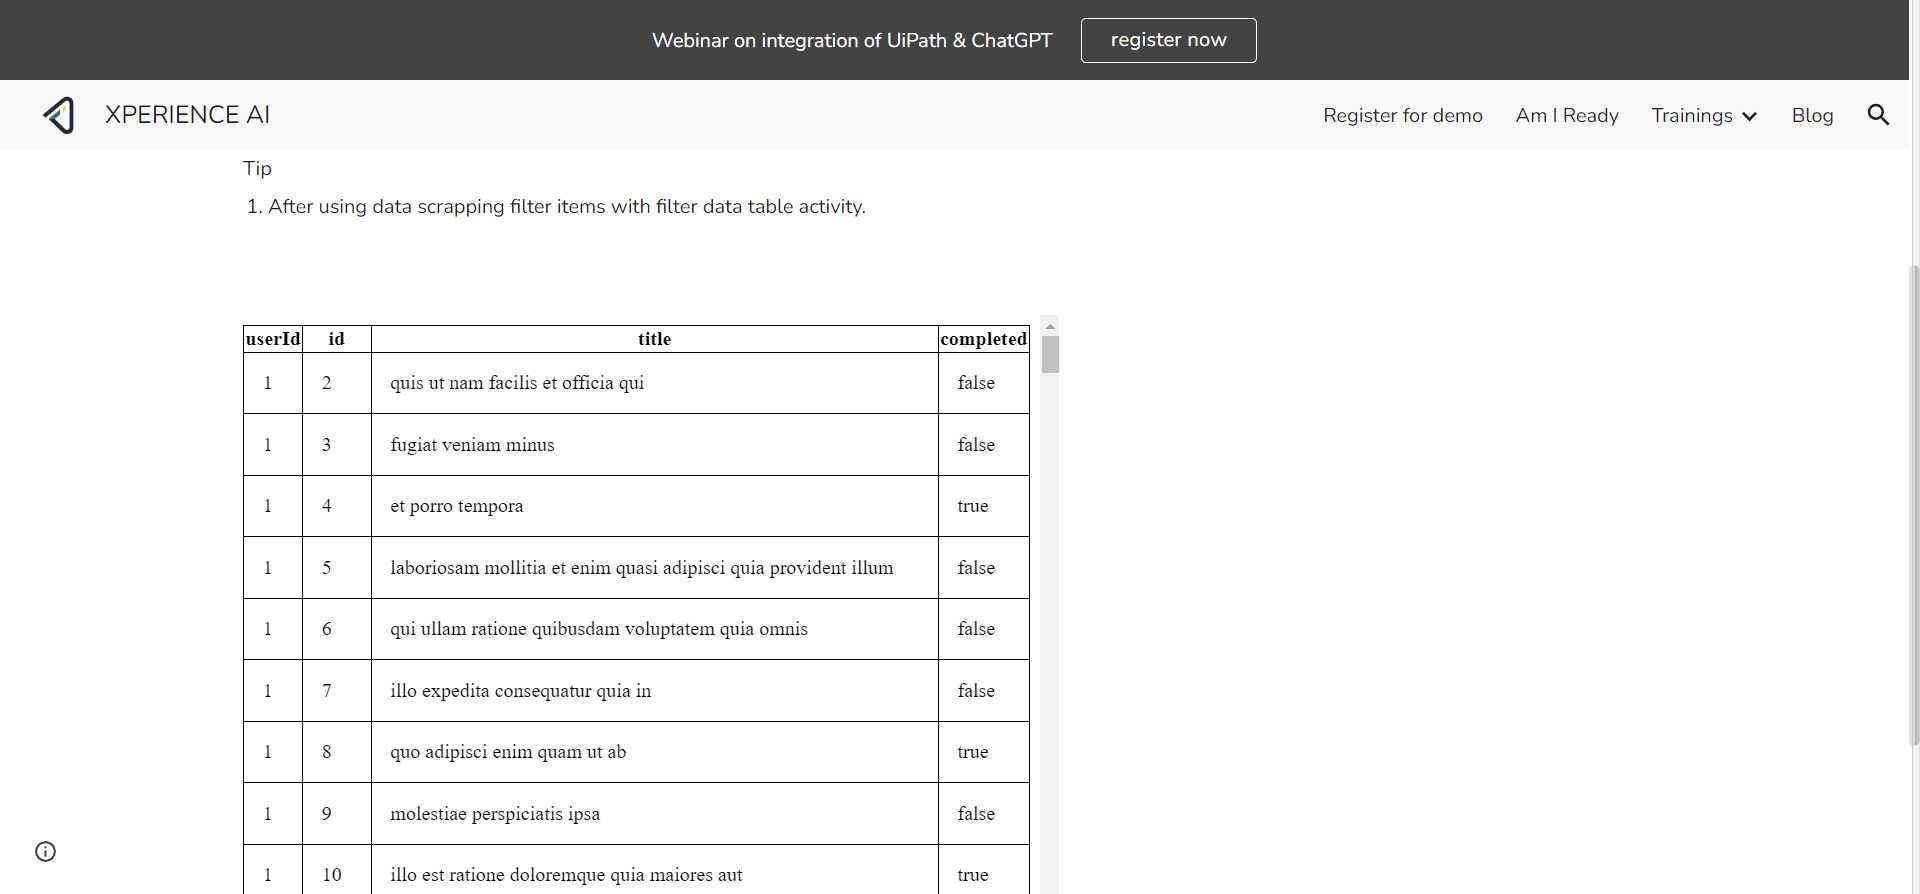 Webinar on integration of UiPath & ChatGPT register now
XPERIENCE AI Register for demo Am I Ready Trainings Blog
Tip
1. After using data scrapping filter items with filter data table activity.
userId id title completed
1 2 quis ut nam facilis et officia qui false
1 3 fugiat veniam minus false
1 4 et porro tempora true
1 5 laboriosam mollitia et enim quasi adipisci quia provident illum false
1 6 qui ullam ratione quibusdam voluptatem quia omnis false
1 7 illo expedita consequatur quia in false
1 8 quo adipisci enim quam ut ab true
1 9 molestiae perspiciatis ipsa false
1 10 illo est ratione doloremque quia maiores aut true